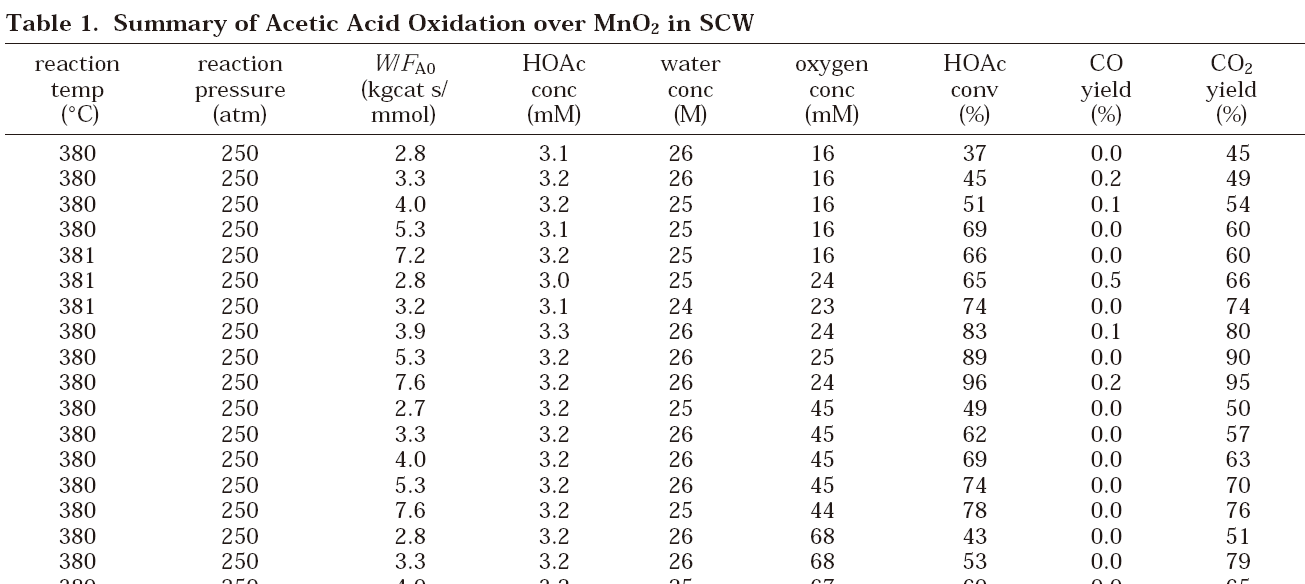 Table 1. Summary of Acetic Acid Oxidation over MnO₂ in SCW
reaction temp (°C) reaction pressure (atm) W/FA0 (kgcat s/ mmol) HOAc conc (mM) water conc (M) oxygen conc (mM) HOAc conv (%) CO yield (%) CO₂ yield (%)
380 250 2.8 3.1 26 16 37 0.0 45
380 250 3.3 3.2 26 16 45 0.2 49
380 250 4.0 3.2 25 16 51 0.1 54
380 250 5.3 3.1 25 16 69 0.0 60
381 250 7.2 3.2 25 16 66 0.0 60
381 250 2.8 3.0 25 24 65 0.5 66
381 250 3.2 3.1 24 23 74 0.0 74
380 250 3.9 3.3 26 24 83 0.1 80
380 250 5.3 3.2 26 25 89 0.0 90
380 250 7.6 3.2 26 24 96 0.2 95
380 250 2.7 3.2 25 45 49 0.0 50
380 250 3.3 3.2 26 45 62 0.0 57
380 250 4.0 3.2 26 45 69 0.0 63
380 250 5.3 3.2 26 45 74 0.0 70
380 250 7.6 3.2 25 44 78 0.0 76
380 250 2.8 3.2 26 68 43 0.0 51
380 250 3.3 3.2 26 68 53 0.0 79